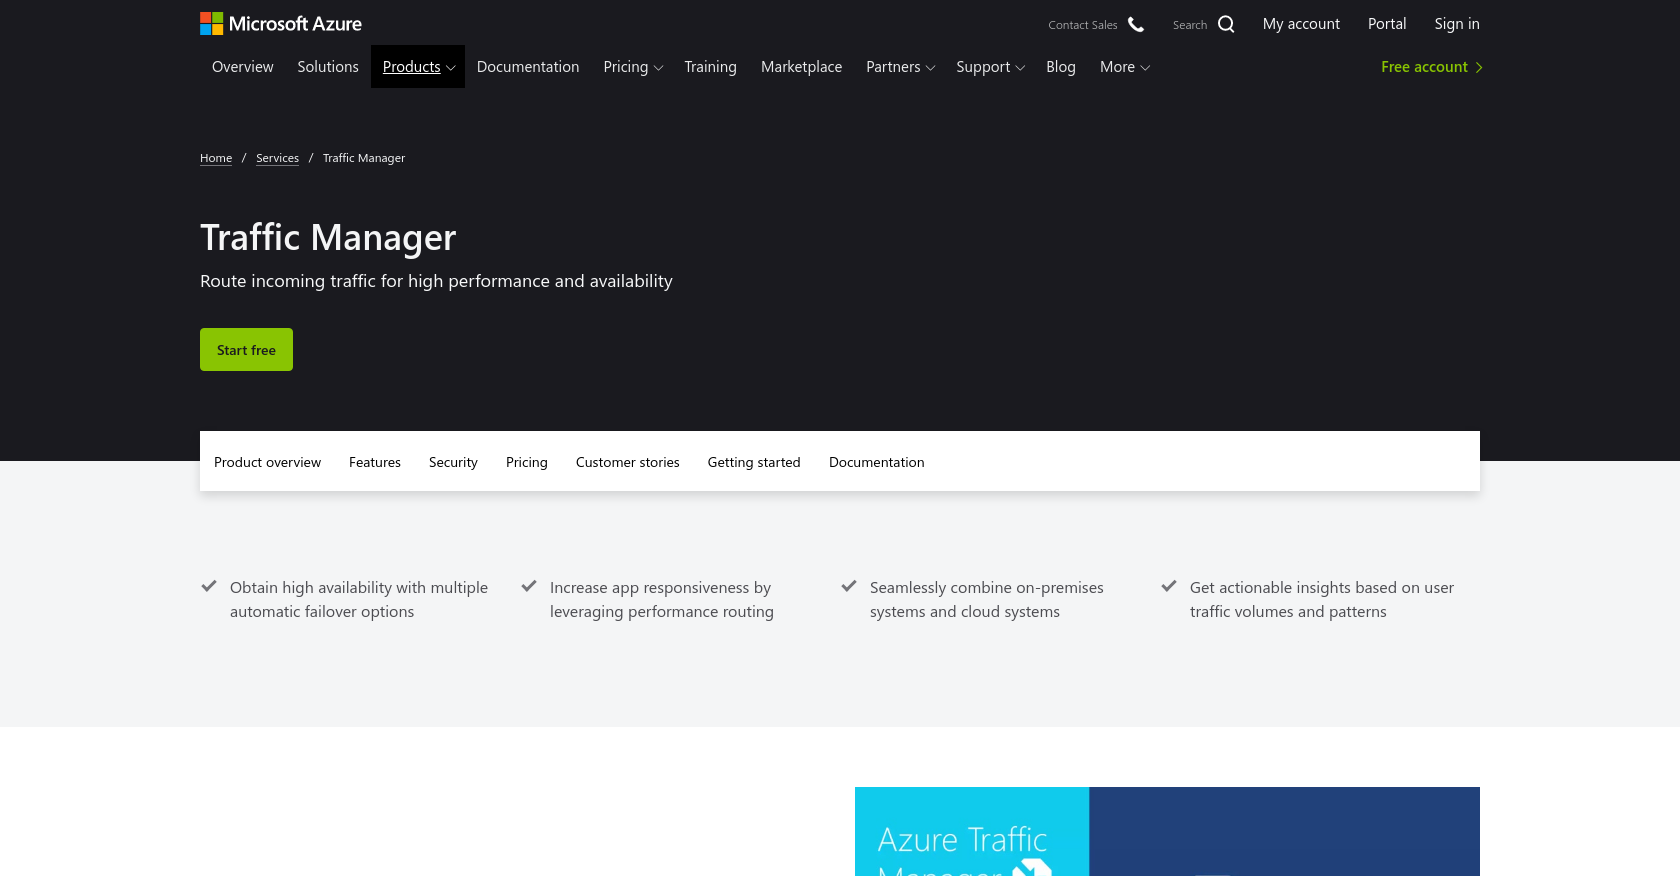 Microsoft Azure
Contact Sales Search My account Portal Sign in
Overview Solutions Products Documentation Pricing Training Marketplace Partners Support Blog More Free account
Home / Services / Traffic Manager
Traffic Manager
Route incoming traffic for high performance and availability
Start free
Product overview Features Security Pricing Customer stories Getting started Documentation
Obtain high availability with multiple
automatic failover options
Increase app responsiveness by
leveraging performance routing
Seamlessly combine on-premises
systems and cloud systems
Get actionable insights based on user
traffic volumes and patterns
Azure Traffic
Manager